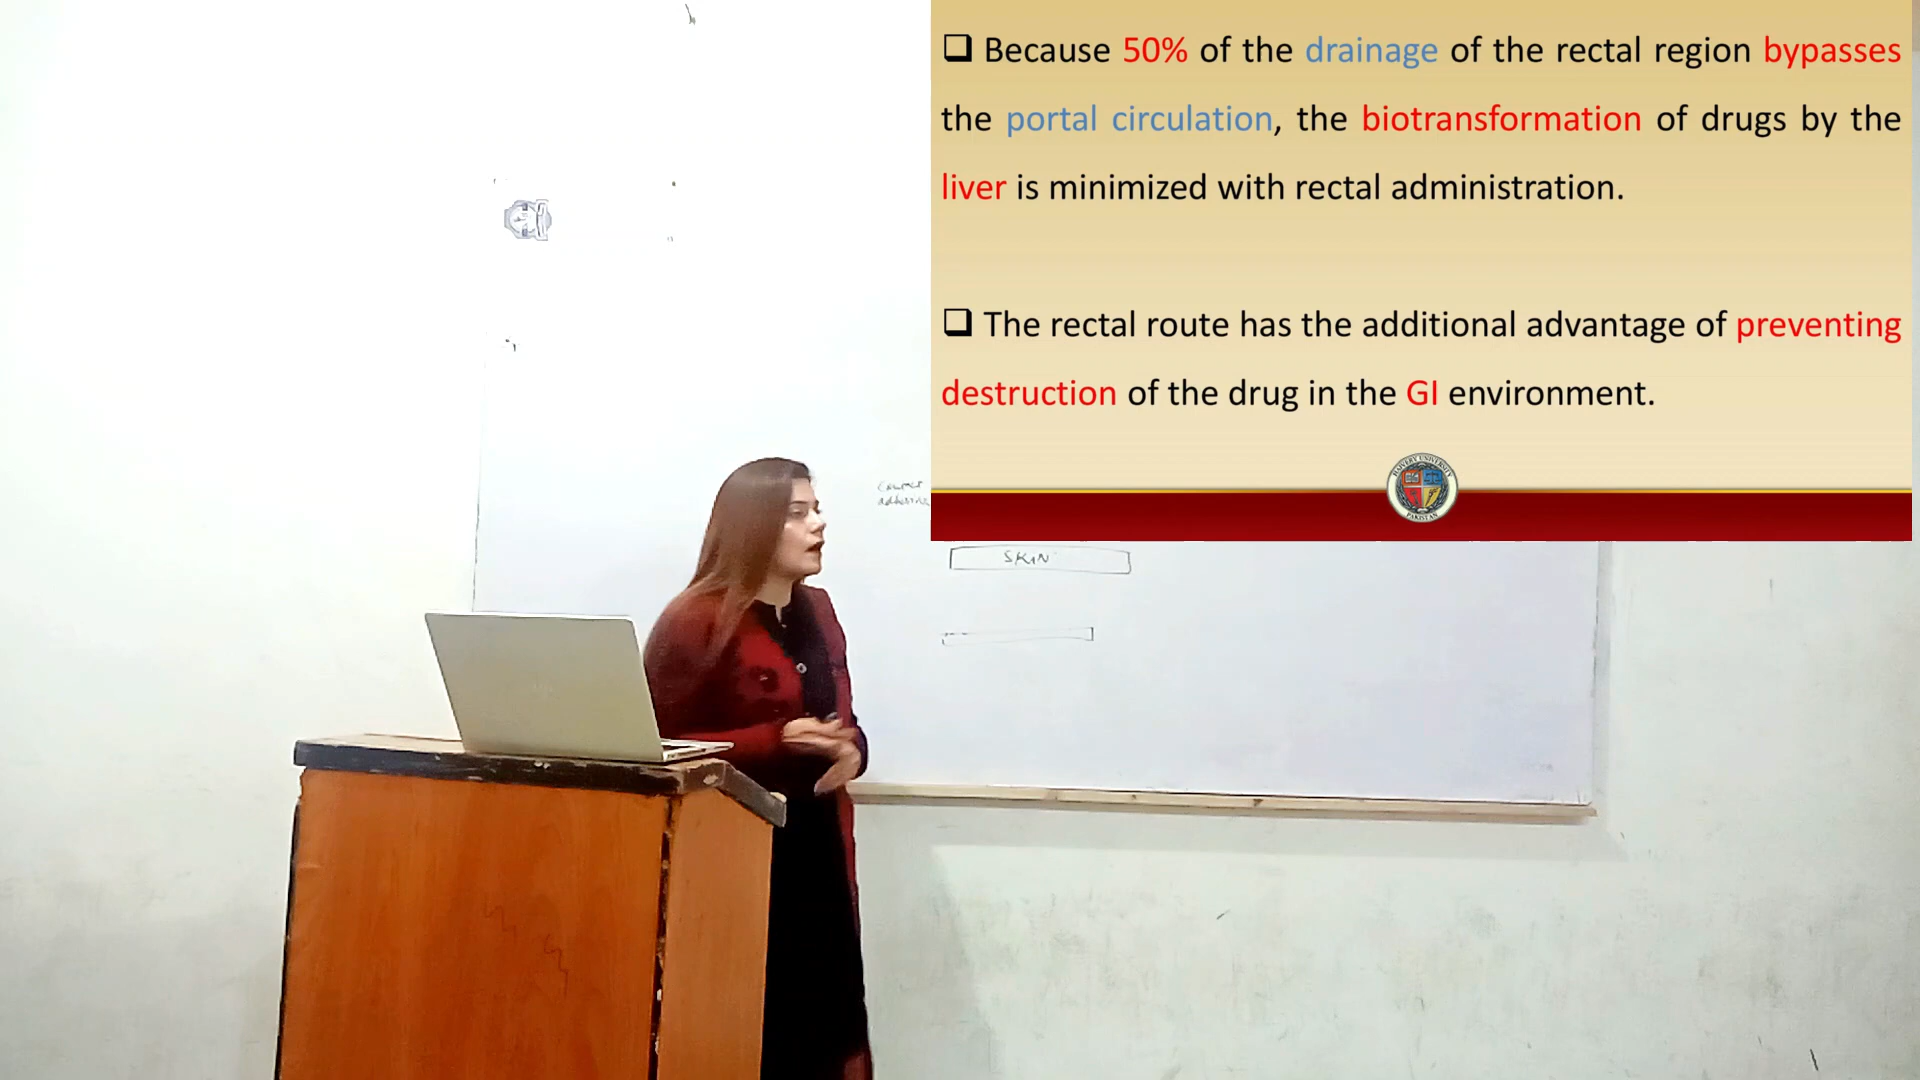 ❑ Because 50% of the drainage of the rectal region bypasses
the portal circulation, the biotransformation of drugs by the
liver is minimized with rectal administration.
❑ The rectal route has the additional advantage of preventing
destruction of the drug in the GI environment.
PAKISTAN
SKIN